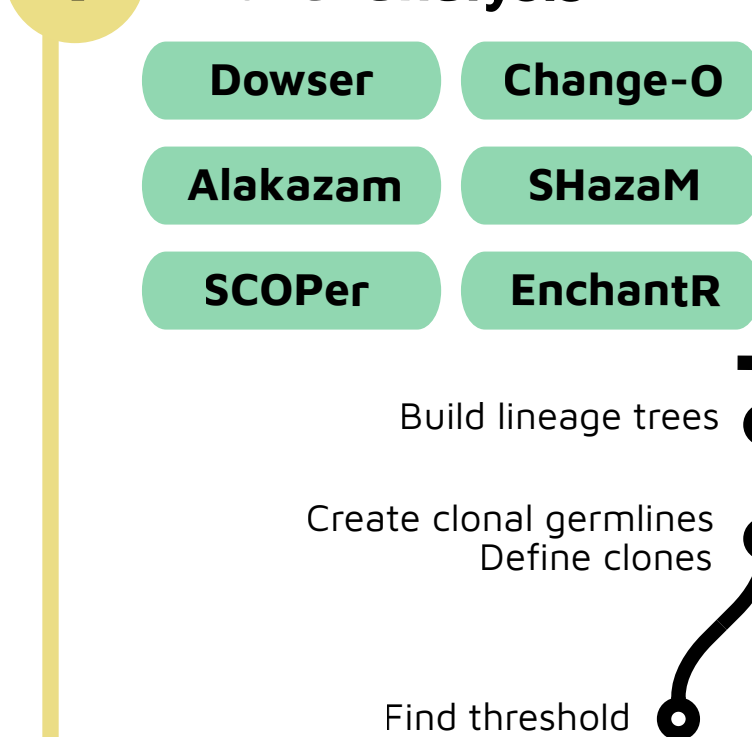 Dowser Change-O
Alakazam SHazaM
SCOPer EnchantR
Build lineage trees
Create clonal germlines
Define clones
Find threshold